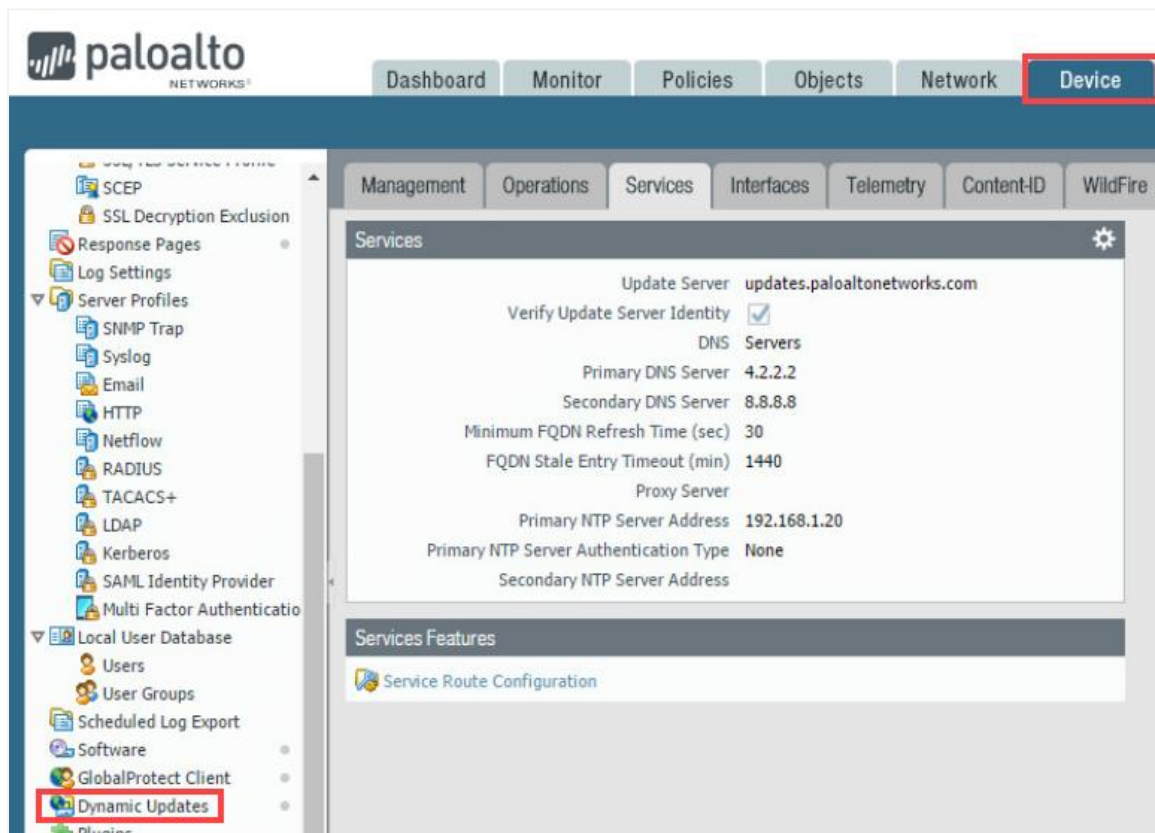 paloalto
NETWORKS®
Dashboard Monitor Policies Objects Network Device
SCEP
SSL Decryption Exclusion
Response Pages
Log Settings
Server Profiles
SNMP Trap
Syslog
Email
HTTP
Netflow
RADIUS
TACACS+
LDAP
Kerberos
SAML Identity Provider
Multi Factor Authenticatio
Local User Database
Users
User Groups
Scheduled Log Export
Software
GlobalProtect Client
Dynamic Updates
Plugins
Management Operations Services Interfaces Telemetry Content-ID WildFire
Services
Update Server updates.paloaltonetworks.com
Verify Update Server Identity
DNS Servers
Primary DNS Server 4.2.2.2
Secondary DNS Server 8.8.8.8
Minimum FQDN Refresh Time (sec) 30
FQDN Stale Entry Timeout (min) 1440
Proxy Server
Primary NTP Server Address 192.168.1.20
Primary NTP Server Authentication Type None
Secondary NTP Server Address
Services Features
Service Route Configuration